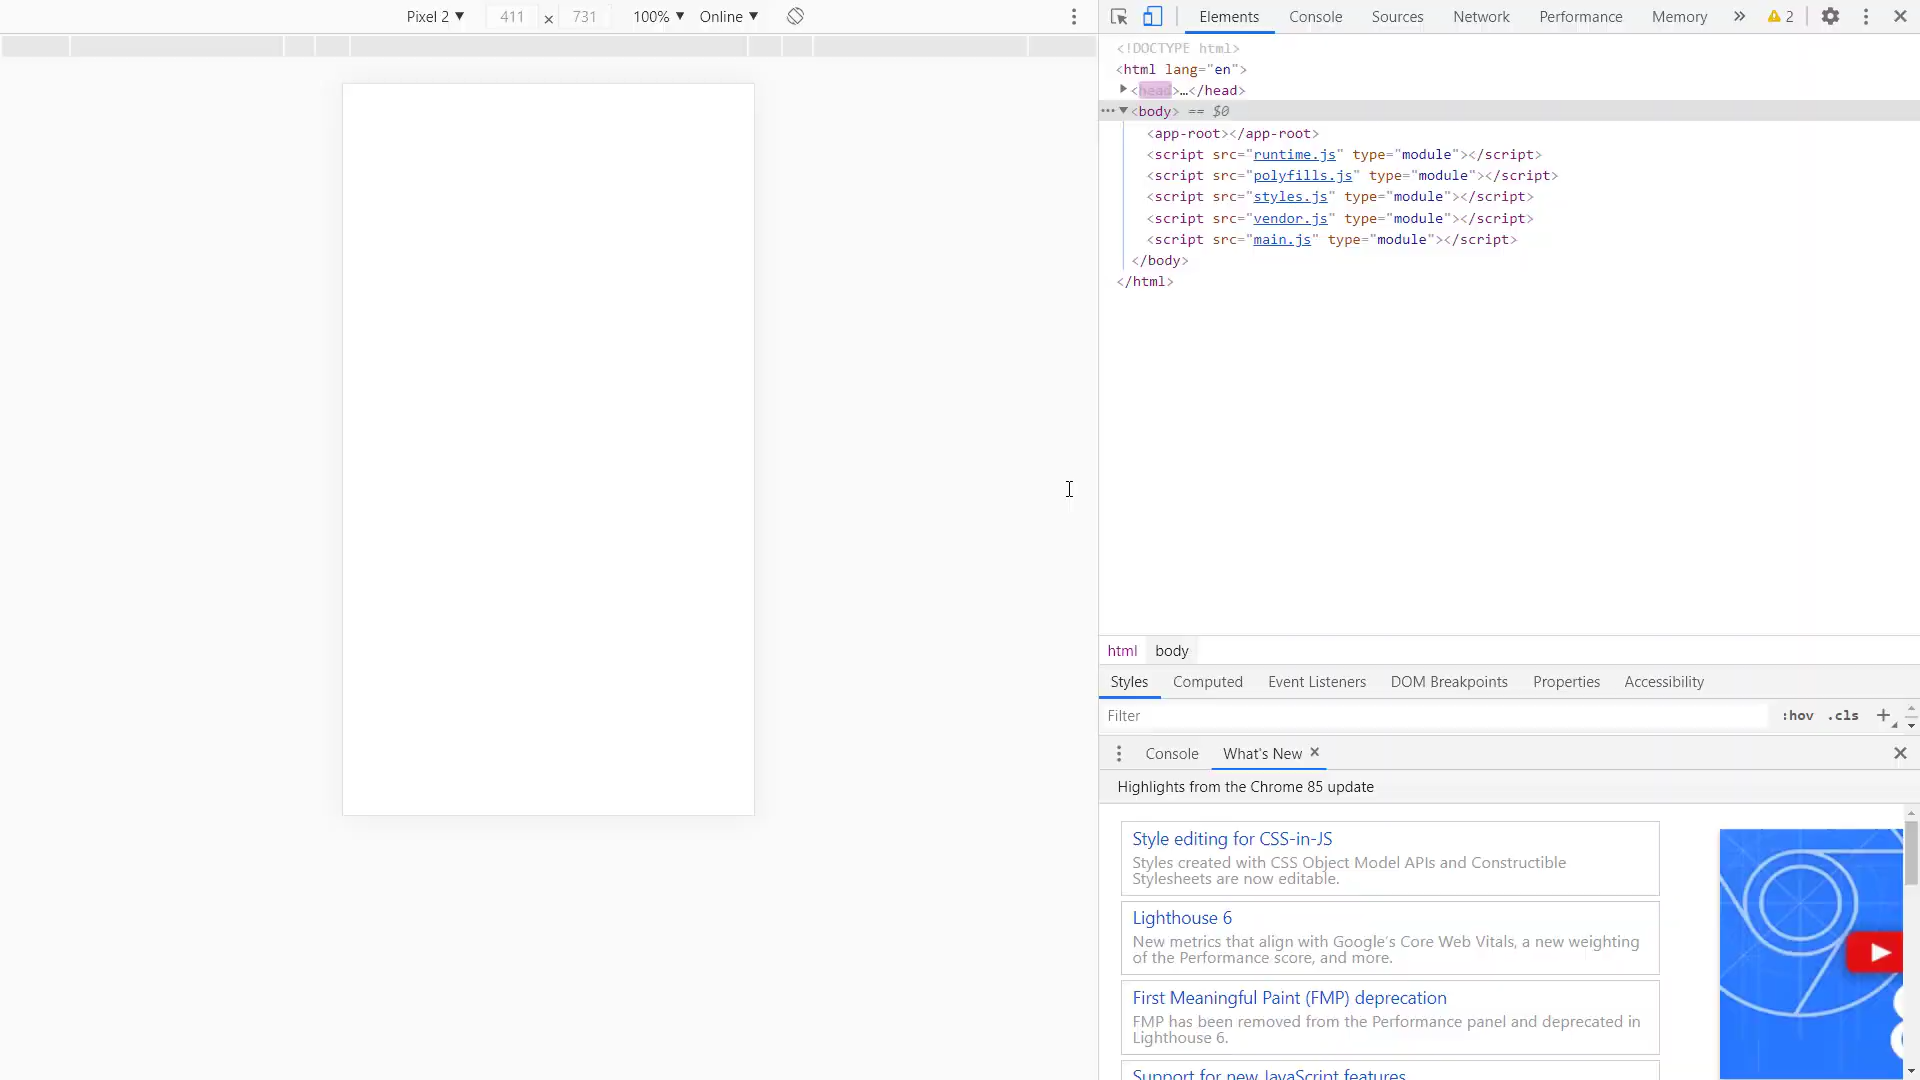 Pixel 2 ▼ 411 × 731 100% ▼ Online ▼
Elements Console Sources Network Performance Memory » 2
<!DOCTYPE html>
<html lang="en">
<head>…</head>
<body> == $0
<app-root></app-root>
<script src="runtime.js" type="module"></script>
<script src="polyfills.js" type="module"></script>
<script src="styles.js" type="module"></script>
<script src="vendor.js" type="module"></script>
<script src="main.js" type="module"></script>
</body>
</html>
html body
Styles Computed Event Listeners DOM Breakpoints Properties Accessibility
Filter :hov .cls +
Console What's New ×
Highlights from the Chrome 85 update
Style editing for CSS-in-JS
Styles created with CSS Object Model APIs and Constructible
Stylesheets are now editable.
Lighthouse 6
New metrics that align with Google's Core Web Vitals, a new weighting
of the Performance score, and more.
First Meaningful Paint (FMP) deprecation
FMP has been removed from the Performance panel and deprecated in
Lighthouse 6.
Support for new JavaScript features